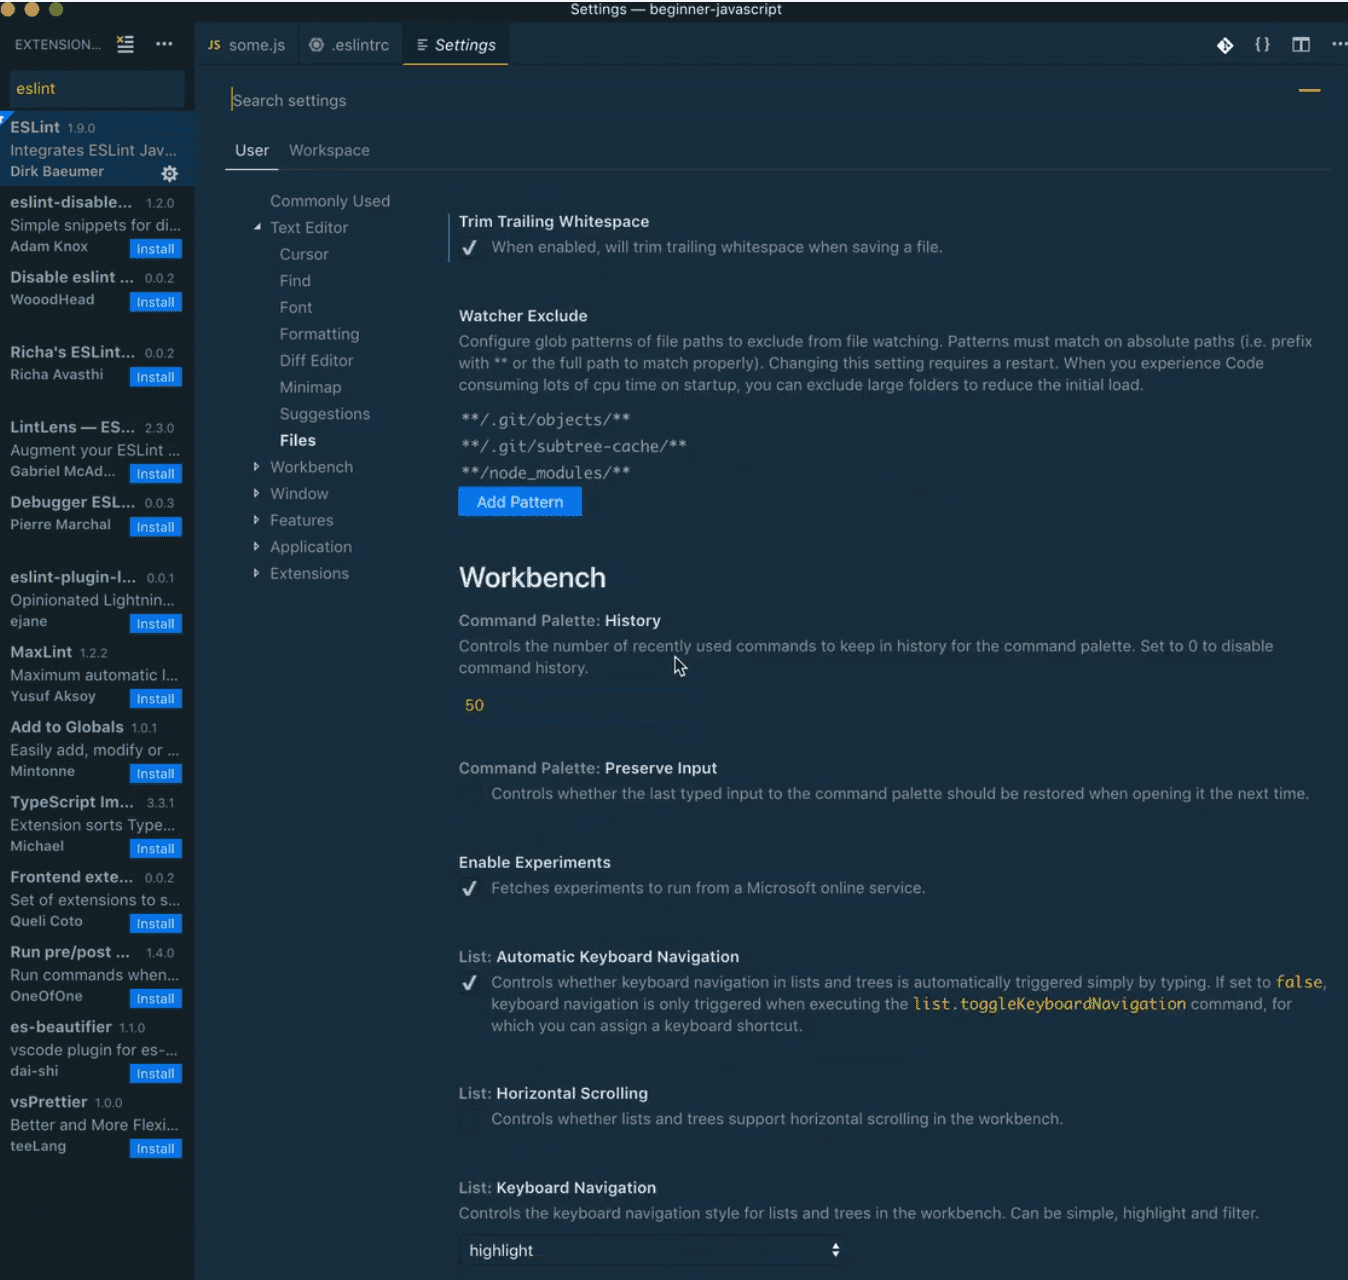 Settings — beginner-javascript
EXTENSION...
JS some.js
.eslintrc
Settings
{}
eslint
Search settings
User
Workspace
ESLint 1.9.0
Integrates ESLint Jav...
Dirk Baeumer
eslint-disable... 1.2.0
Simple snippets for di...
Adam Knox
Install
Disable eslint ... 0.0.2
WooodHead
Install
Richa's ESLint... 0.0.2
Richa Avasthi
Install
LintLens — ES... 2.3.0
Augment your ESLint ...
Gabriel McAd...
Install
Debugger ESL... 0.0.3
Pierre Marchal
Install
eslint-plugin-l... 0.0.1
Opinionated Lightnin...
ejane
Install
MaxLint 1.2.2
Maximum automatic l...
Yusuf Aksoy
Install
Add to Globals 1.0.1
Easily add, modify or ...
Mintonne
Install
TypeScript Im... 3.3.1
Extension sorts Type...
Michael
Install
Frontend exte... 0.0.2
Set of extensions to s...
Queli Coto
Install
Run pre/post ... 1.4.0
Run commands when...
OneOfOne
Install
es-beautifier 1.1.0
vscode plugin for es-...
dai-shi
Install
vsPrettier 1.0.0
Better and More Flexi...
teeLang
Install
Commonly Used
Text Editor
Cursor
Find
Font
Formatting
Diff Editor
Minimap
Suggestions
Files
Workbench
Window
Features
Application
Extensions
Trim Trailing Whitespace
When enabled, will trim trailing whitespace when saving a file.
Watcher Exclude
Configure glob patterns of file paths to exclude from file watching. Patterns must match on absolute paths (i.e. prefix
with ** or the full path to match properly). Changing this setting requires a restart. When you experience Code
consuming lots of cpu time on startup, you can exclude large folders to reduce the initial load.
**/.git/objects/**
**/.git/subtree-cache/**
**/node_modules/**
Add Pattern
Workbench
Command Palette: History
Controls the number of recently used commands to keep in history for the command palette. Set to 0 to disable
command history.
50
Command Palette: Preserve Input
Controls whether the last typed input to the command palette should be restored when opening it the next time.
Enable Experiments
Fetches experiments to run from a Microsoft online service.
List: Automatic Keyboard Navigation
Controls whether keyboard navigation in lists and trees is automatically triggered simply by typing. If set to false,
keyboard navigation is only triggered when executing the list.toggleKeyboardNavigation command, for
which you can assign a keyboard shortcut.
List: Horizontal Scrolling
Controls whether lists and trees support horizontal scrolling in the workbench.
List: Keyboard Navigation
Controls the keyboard navigation style for lists and trees in the workbench. Can be simple, highlight and filter.
highlight